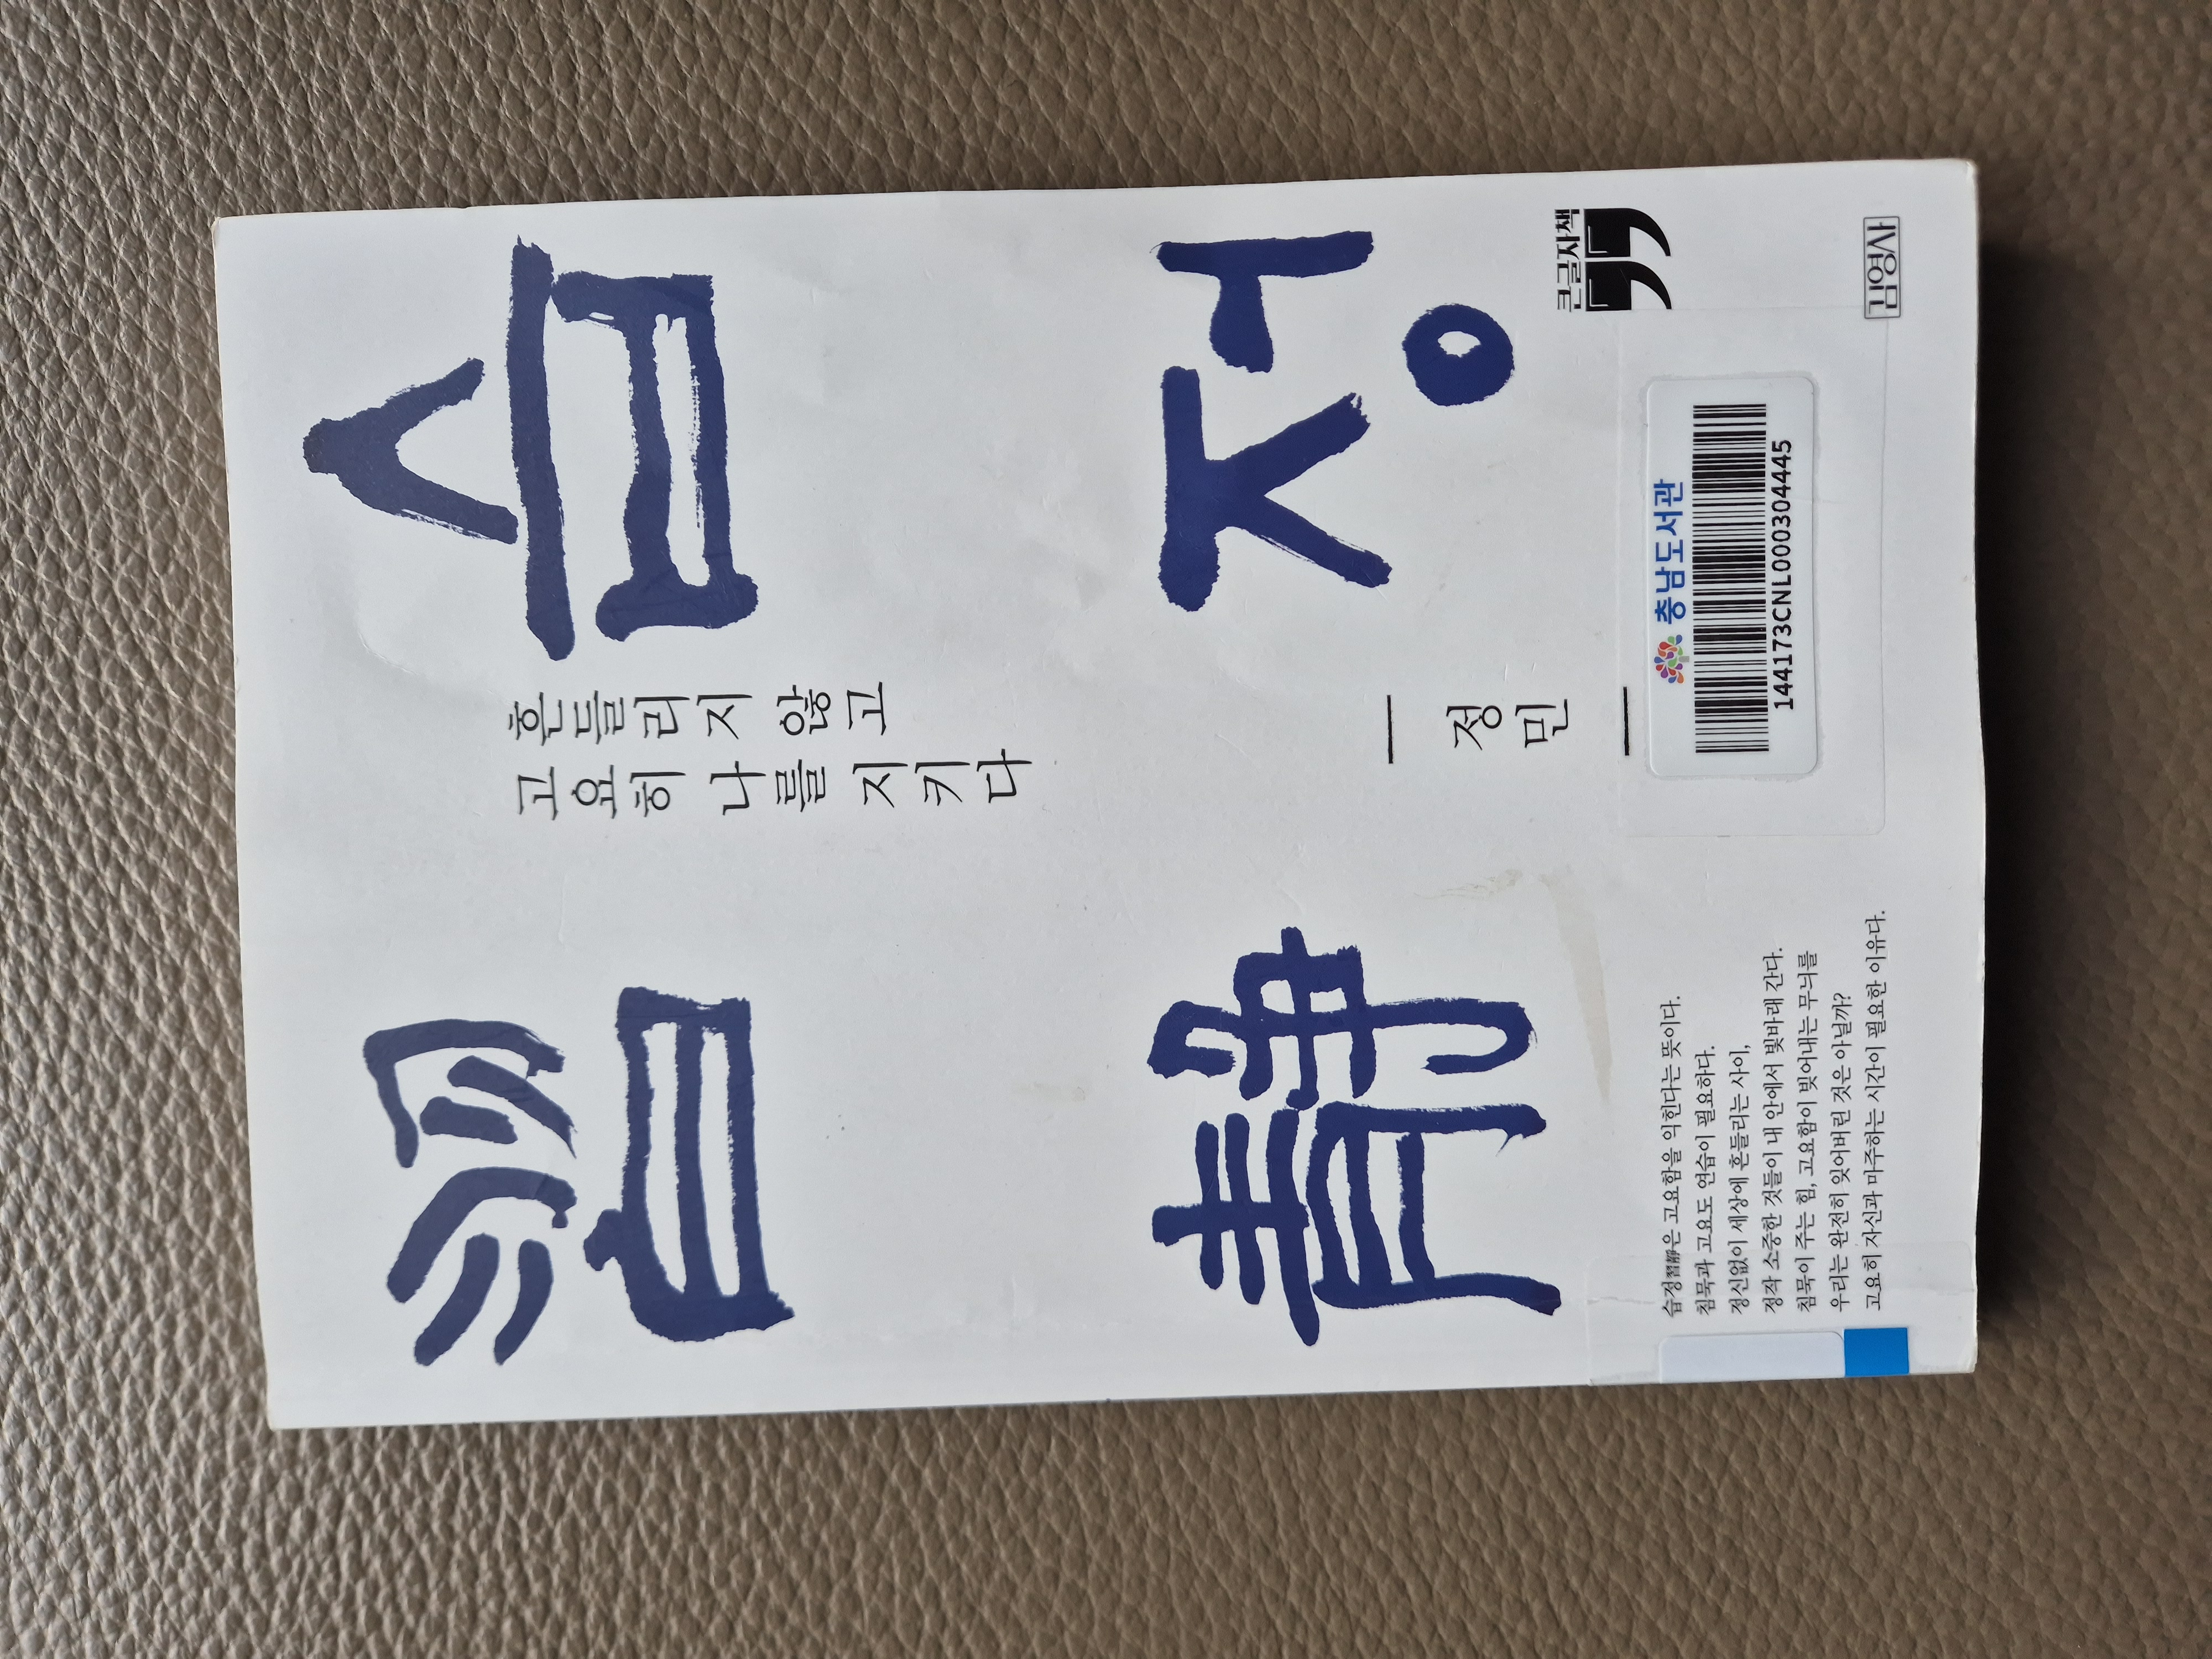 習 습
靜 정
흔들리지 않고
고요히 나를 지키다
정민
큰글자책
습정習靜은 고요함을 익힌다는 뜻이다.
침묵과 고요도 연습이 필요하다.
정신없이 세상에 흔들리는 사이,
정작 소중한 것들이 내 안에서 빛바래 간다.
침묵이 주는 힘, 고요함이 빚어내는 무늬를
우리는 완전히 잊어버린 것은 아닐까?
고요히 자신과 마주하는 시간이 필요한 이유다.
충남도서관
144173CNL000304445
김영사